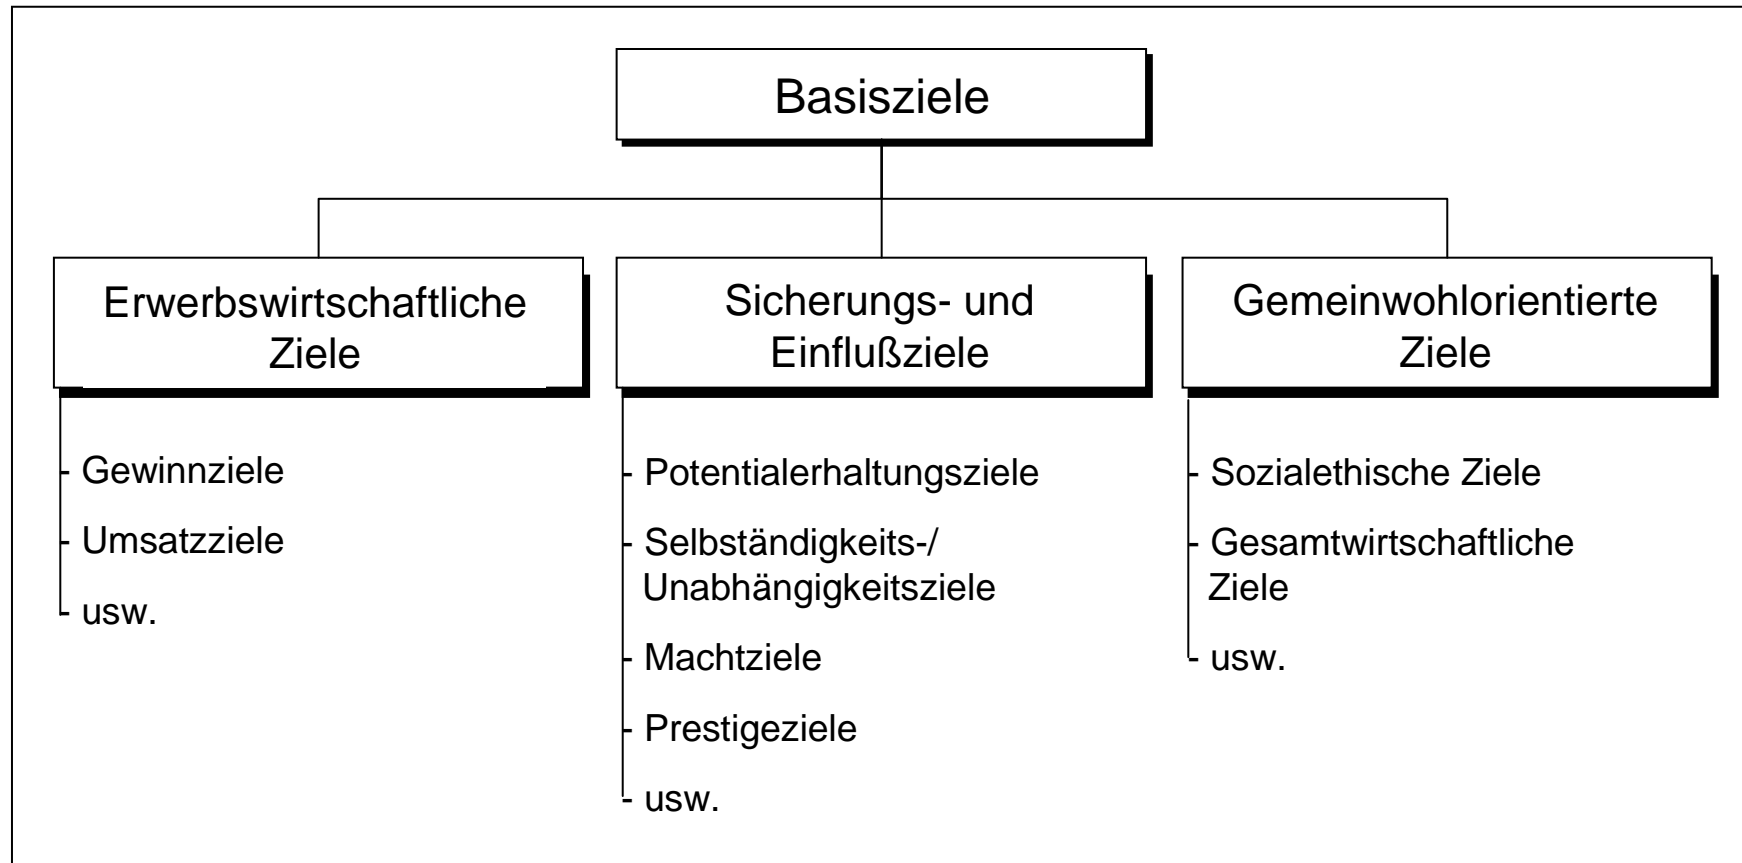 Basisziele
Erwerbswirtschaftliche
Ziele
- Gewinnziele
- Umsatzziele
- usw.
Sicherungs- und
Einflußziele
- Potentialerhaltungsziele
- Selbständigkeits-/
Unabhängigkeitsziele
- Machtziele
- Prestigeziele
- usw.
Gemeinwohlorientierte
Ziele
- Sozialethische Ziele
- Gesamtwirtschaftliche
Ziele
- usw.